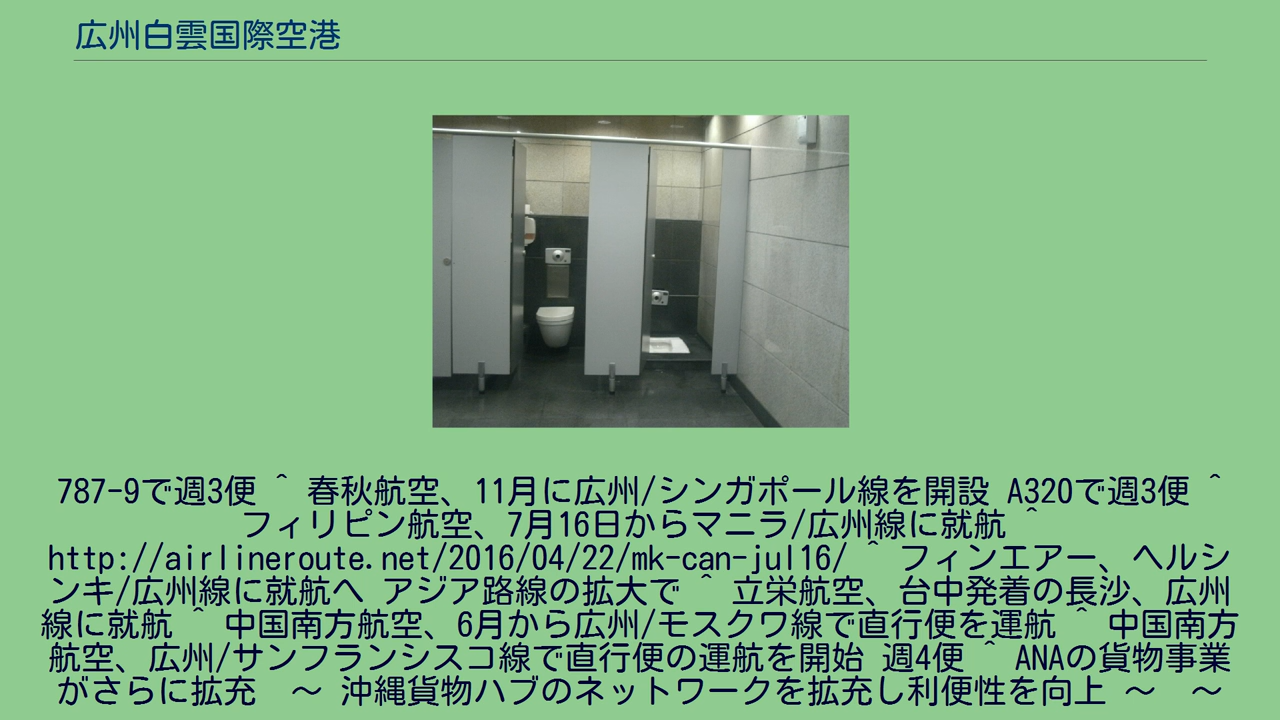 広州白雲国際空港
787-9で週3便 ^ 春秋航空、11月に広州/シンガポール線を開設 A320で週3便 ^
フィリピン航空、7月16日からマニラ/広州線に就航 ^
http://airlineroute.net/2016/04/22/mk-can-jul16/ ^ フィンエアー、ヘルシ
ンキ/広州線に就航へ アジア路線の拡大で ^ 立栄航空、台中発着の長沙、広州
線に就航 ^ 中国南方航空、6月から広州/モスクワ線で直行便を運航 ^ 中国南方
航空、広州/サンフランシスコ線で直行便の運航を開始 週4便 ^ ANAの貨物事業
がさらに拡充　～ 沖縄貨物ハブのネットワークを拡充し利便性を向上 ～　～